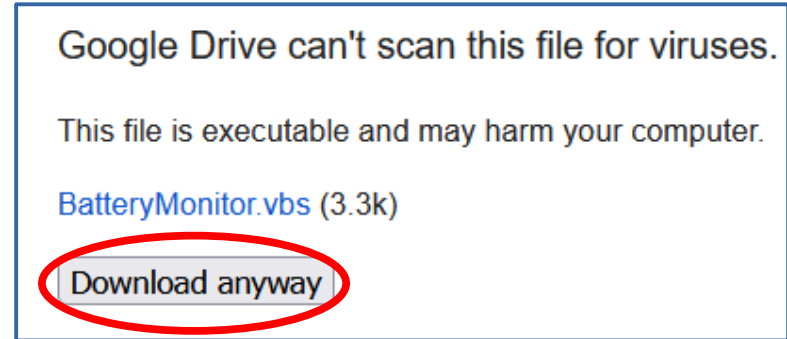 Google Drive can't scan this file for viruses.
This file is executable and may harm your computer.
BatteryMonitor.vbs (3.3k)
Download anyway